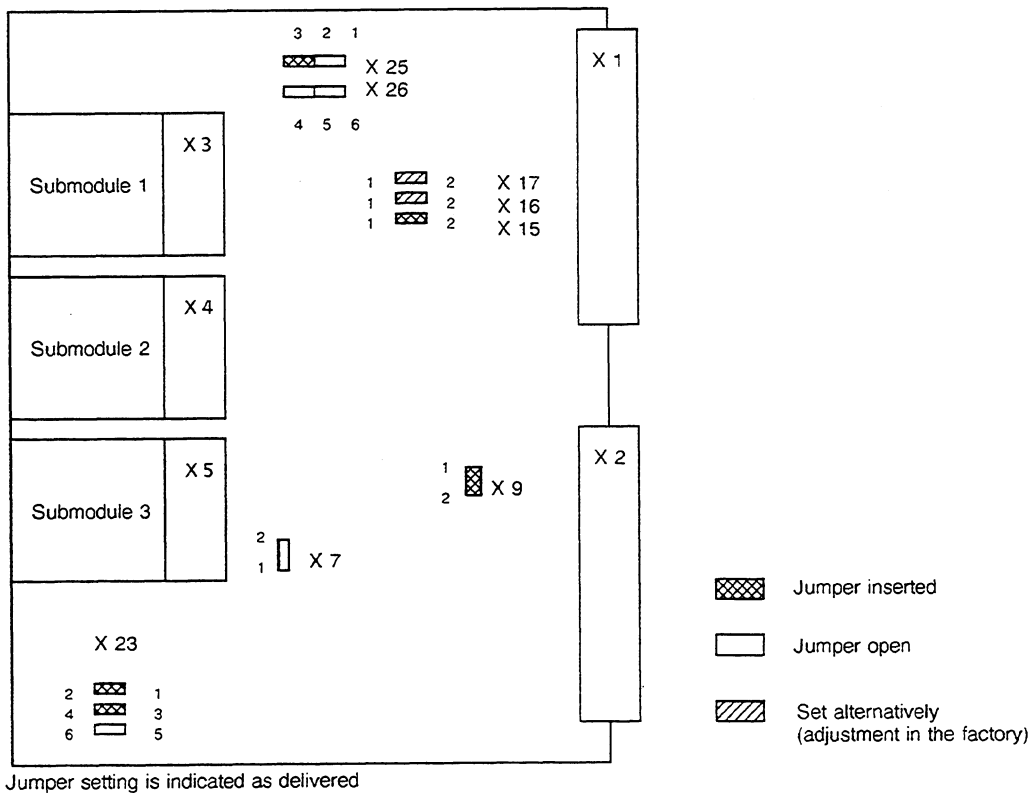 3 2 1
X 25
X 26
4 5 6
X 1
X 3
Submodule 1
1 2 X 17
1 2 X 16
1 2 X 15
X 4
Submodule 2
X 5
Submodule 3
X 2
1
2
X 9
2
1
X 7
X 23
2 1
4 3
6 5
Jumper inserted
Jumper open
Set alternatively
(adjustment in the factory)
Jumper setting is indicated as delivered